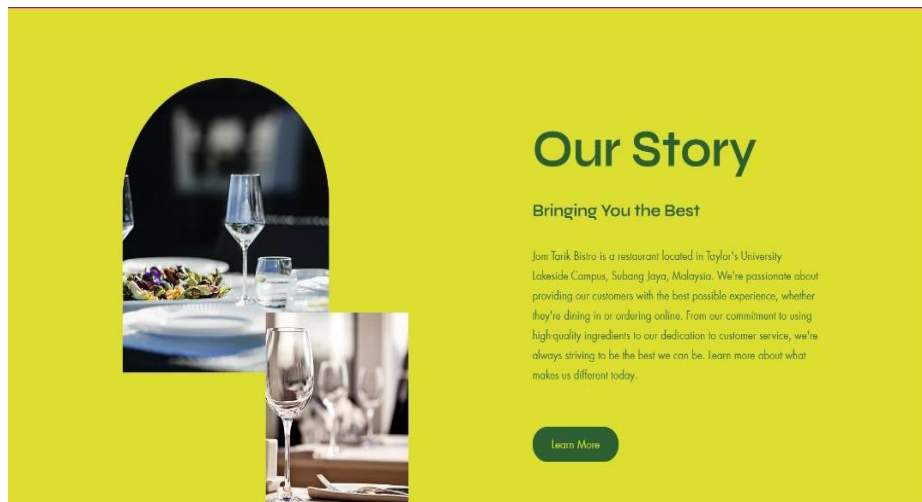 Our Story
Bringing You the Best
Jom Tarik Bistro is a restaurant located in Taylor's University
Lakeside Campus, Subang Jaya, Malaysia. We're passionate about
providing our customers with the best possible experience, whether
they're dining in or ordering online. From our commitment to using
high-quality ingredients to our dedication to customer service, we're
always striving to be the best we can be. Learn more about what
makes us different today.
Learn More